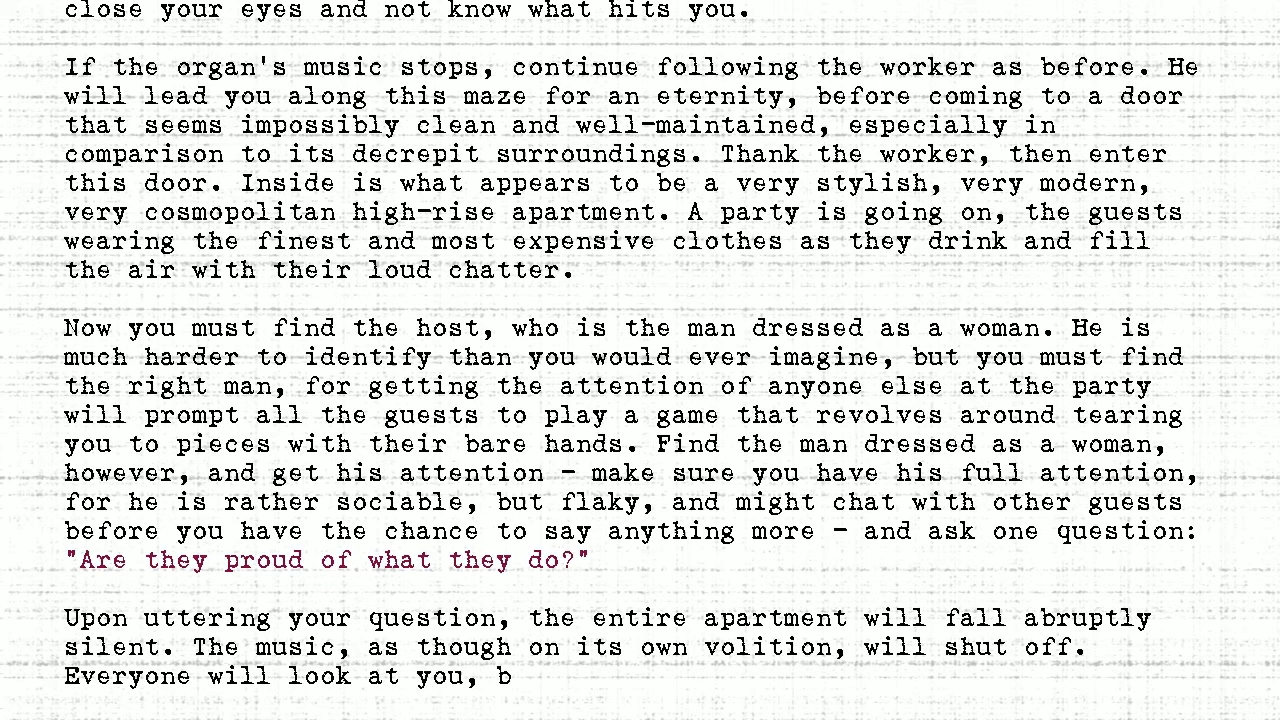 close your eyes and not know what hits you.
If the organ's music stops, continue following the worker as before. He
will lead you along this maze for an eternity, before coming to a door
that seems impossibly clean and well-maintained, especially in
comparison to its decrepit surroundings. Thank the worker, then enter
this door. Inside is what appears to be a very stylish, very modern,
very cosmopolitan high-rise apartment. A party is going on, the guests
wearing the finest and most expensive clothes as they drink and fill
the air with their loud chatter.
Now you must find the host, who is the man dressed as a woman. He is
much harder to identify than you would ever imagine, but you must find
the right man, for getting the attention of anyone else at the party
will prompt all the guests to play a game that revolves around tearing
you to pieces with their bare hands. Find the man dressed as a woman,
however, and get his attention - make sure you have his full attention,
for he is rather sociable, but flaky, and might chat with other guests
before you have the chance to say anything more - and ask one question:
"Are they proud of what they do?"
Upon uttering your question, the entire apartment will fall abruptly
silent. The music, as though on its own volition, will shut off.
Everyone will look at you, b